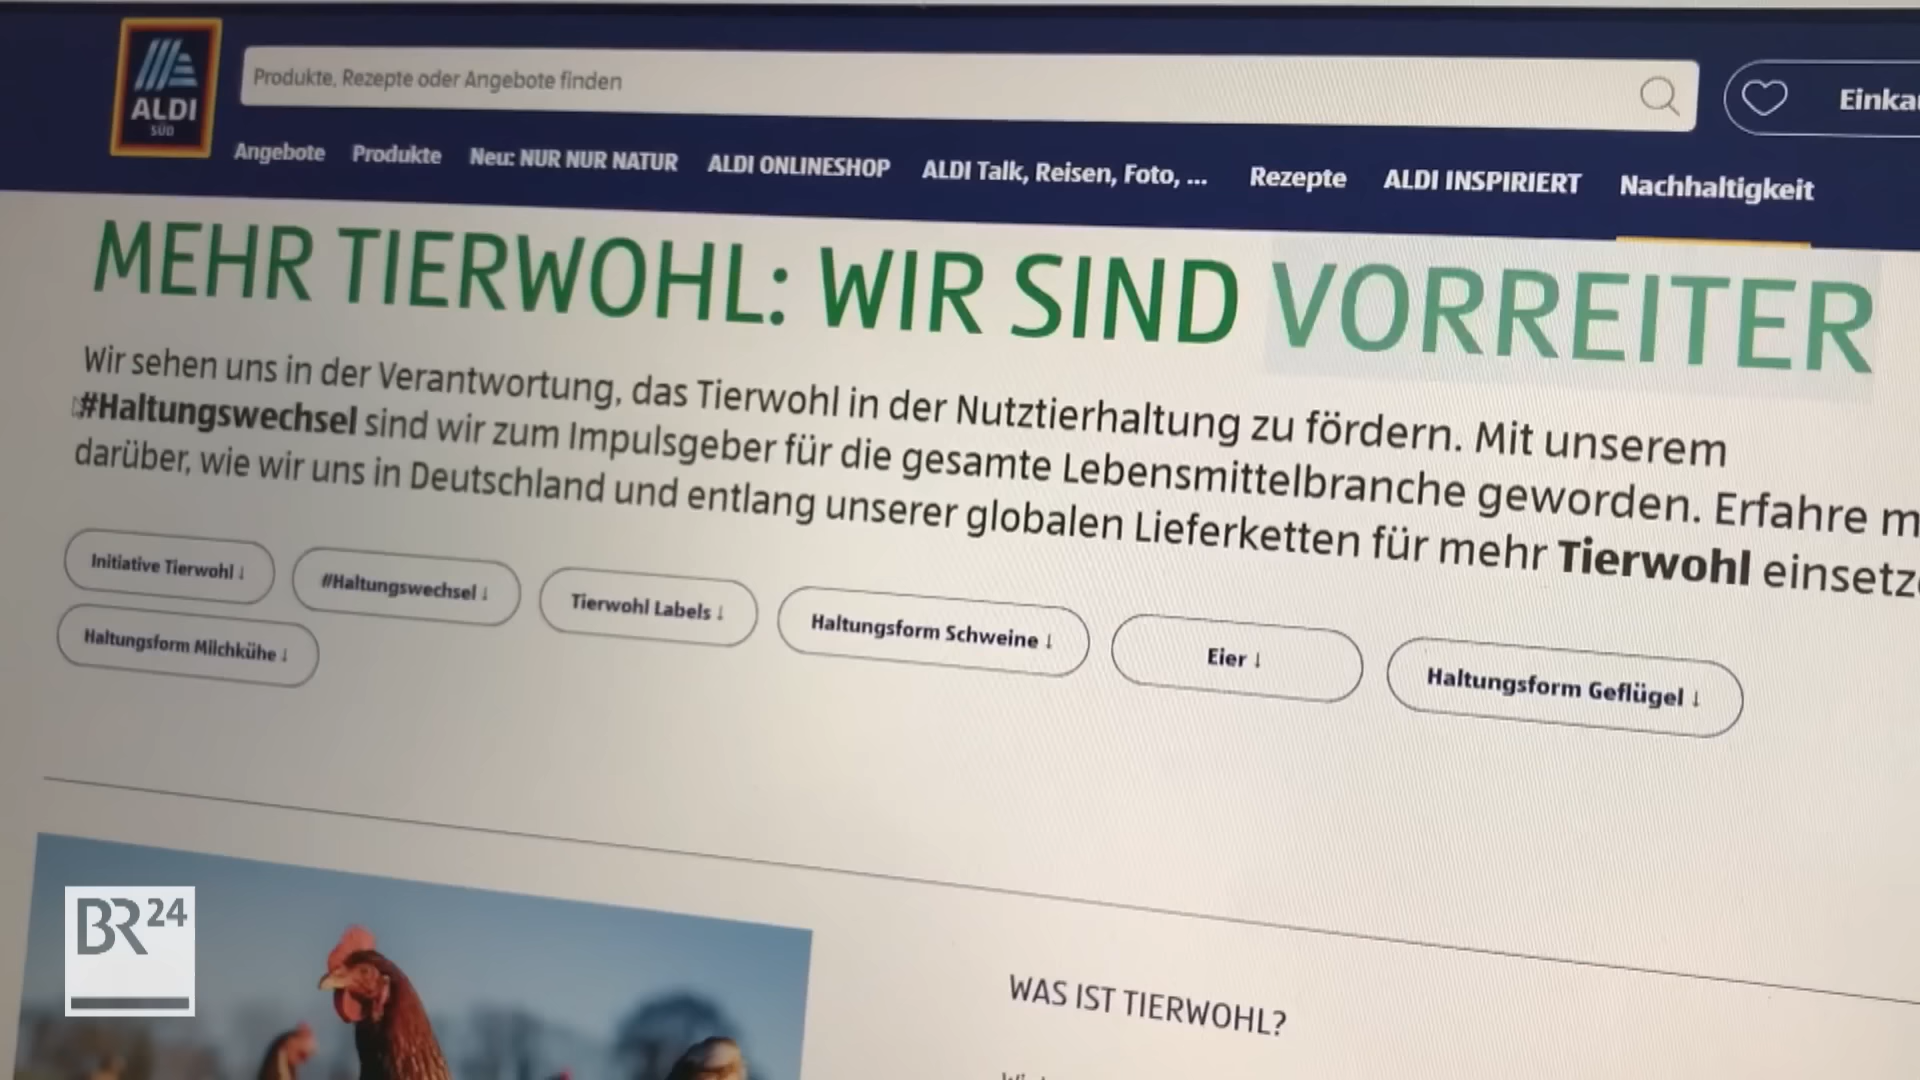 ALDI
SÜD
Produkte, Rezepte oder Angebote finden
Angebote Produkte Neu: NUR NUR NATUR ALDI ONLINESHOP ALDI Talk, Reisen, Foto, ... Rezepte ALDI INSPIRIERT Nachhaltigkeit
MEHR TIERWOHL: WIR SIND VORREITER
Wir sehen uns in der Verantwortung, das Tierwohl in der Nutztierhaltung zu fördern. Mit unserem
#Haltungswechsel sind wir zum Impulsgeber für die gesamte Lebensmittelbranche geworden. Erfahre
darüber, wie wir uns in Deutschland und entlang unserer globalen Lieferketten für mehr Tierwohl
Initiative Tierwohl ↓ #Haltungswechsel ↓ Tierwohl Labels ↓ Haltungsform Schweine ↓ Eier ↓ Haltungsform Geflügel ↓
Haltungsform Milchkühe ↓
WAS IST TIERWOHL?
BR24